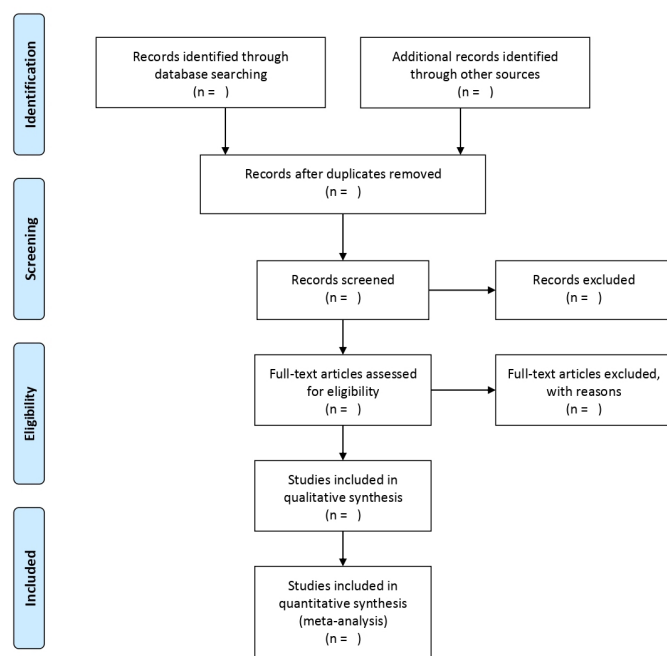 Identification
Records identified through
database searching
(n =   )
Additional records identified
through other sources
(n =   )
Records after duplicates removed
(n =   )
Screening
Records screened
(n =   )
Records excluded
(n =   )
Eligibility
Full-text articles assessed
for eligibility
(n =   )
Full-text articles excluded,
with reasons
(n =   )
Studies included in
qualitative synthesis
(n =   )
Included
Studies included in
quantitative synthesis
(meta-analysis)
(n =   )